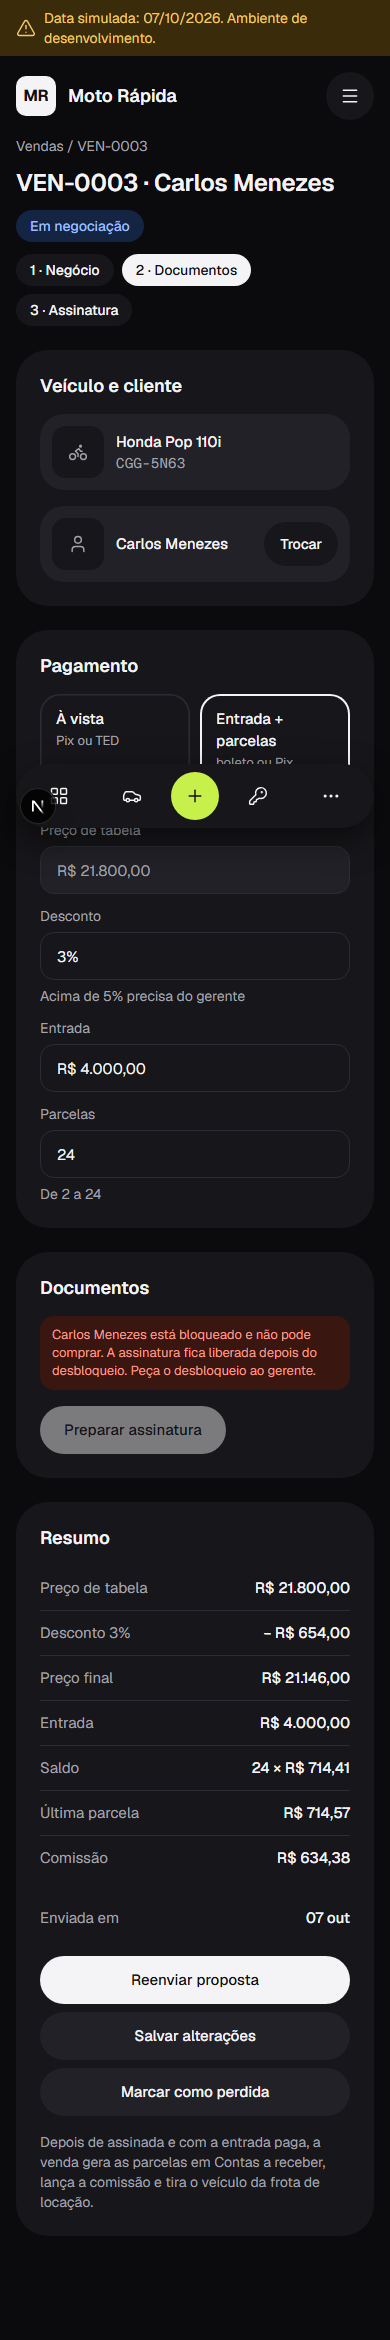 Data simulada: 07/10/2026. Ambiente de
desenvolvimento.
MR
Moto Rápida
Vendas / VEN-0003
VEN-0003 · Carlos Menezes
Em negociação
1 · Negócio
2 · Documentos
3 · Assinatura
Veículo e cliente
Honda Pop 110i
CGG-5N63
Carlos Menezes
Trocar
Pagamento
À vista
Pix ou TED
Entrada +
parcelas
boleto ou Pix
N
Preço de tabela
R$ 21.800,00
Desconto
3%
Acima de 5% precisa do gerente
Entrada
R$ 4.000,00
Parcelas
24
De 2 a 24
Documentos
Carlos Menezes está bloqueado e não pode
comprar. A assinatura fica liberada depois do
desbloqueio. Peça o desbloqueio ao gerente.
Preparar assinatura
Resumo
Preço de tabela R$ 21.800,00
Desconto 3% − R$ 654,00
Preço final R$ 21.146,00
Entrada R$ 4.000,00
Saldo 24 × R$ 714,41
Última parcela R$ 714,57
Comissão R$ 634,38
Enviada em 07 out
Reenviar proposta
Salvar alterações
Marcar como perdida
Depois de assinada e com a entrada paga, a
venda gera as parcelas em Contas a receber,
lança a comissão e tira o veículo da frota de
locação.